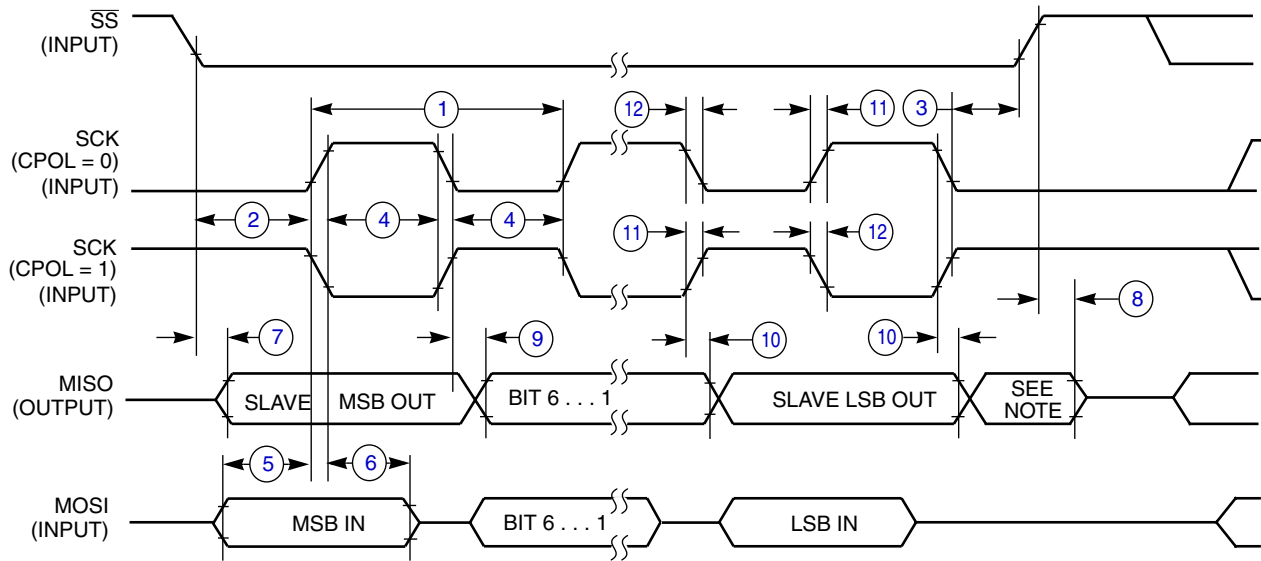 SS
(INPUT)
1
12
11
3
SCK
(CPOL = 0)
(INPUT)
2
4
4
SCK
(CPOL = 1)
(INPUT)
11
12
7
9
10
10
8
MISO
(OUTPUT)
SLAVE MSB OUT
BIT 6 . . . 1
SLAVE LSB OUT
SEE
NOTE
5
6
MOSI
(INPUT)
MSB IN
BIT 6 . . . 1
LSB IN